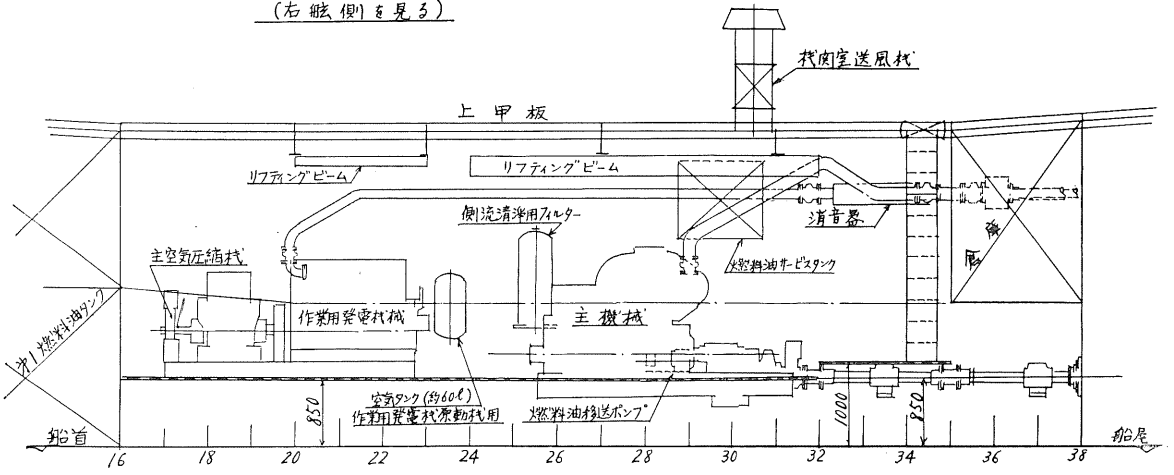 (右舷側を見る)
機関室送風機
上甲板
リフティングビーム
リフティングビーム
側流清浄用フィルター
消音器
主空気圧縮機
燃料油サービスタンク
倉庫
作業用発電機械
主機械
第1燃料油タンク
空気タンク(約60ℓ)
作業用発電機原動機用
燃料油移送ポンプ
850
1000
850
船首
船尾
16 18 20 22 24 26 28 30 32 34 36 38